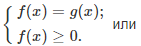 f(x) = g(x);
f(x) ≥ 0.
или